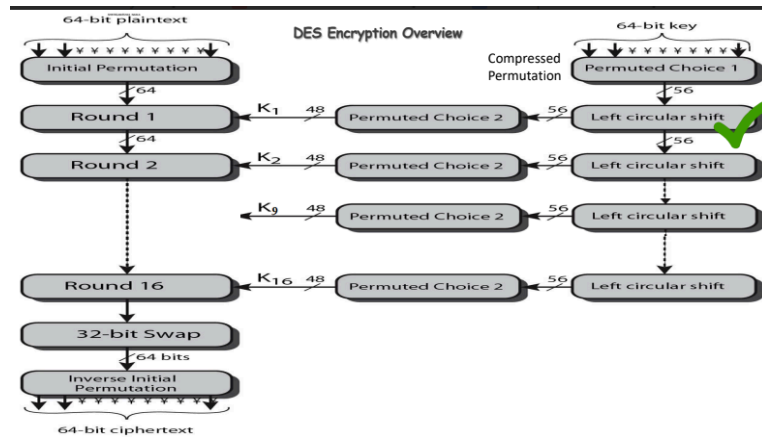 64-bit plaintext
DES Encryption Overview
64-bit key
Compressed
Permutation
Initial Permutation
Permuted Choice 1
64
56
Round 1
K1
48
Permuted Choice 2
56
Left circular shift
64
56
Round 2
K2
48
Permuted Choice 2
56
Left circular shift
K9
48
Permuted Choice 2
56
Left circular shift
Round 16
K16
48
Permuted Choice 2
56
Left circular shift
32-bit Swap
64 bits
Inverse Initial
Permutation
64-bit ciphertext